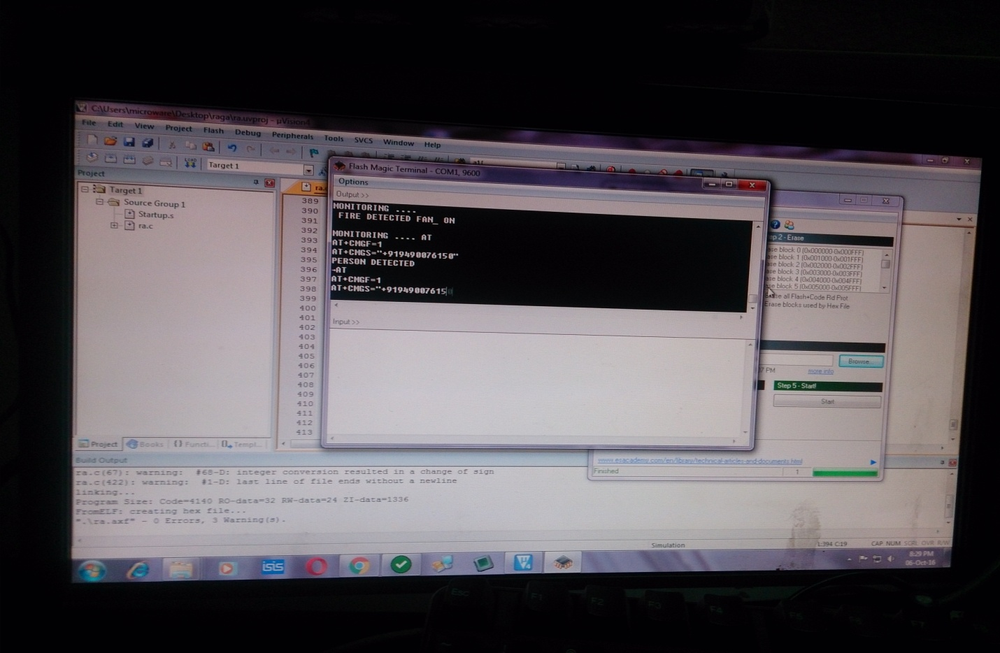 C:\Users\microware\Desktop\raga\ra.uvproj - µVision4
File Edit View Project Flash Debug Peripherals Tools SVCS Window Help
LOAD
Target 1
Project
Target 1
Source Group 1
Startup.s
ra.c
389
390
391
392
393
394
395
396
397
398
399
400
401
402
403
404
405
406
407
408
409
410
411
412
413
Flash Magic Terminal - COM1, 9600
Options
Output >>
MONITORING ....
FIRE DETECTED FAN_ ON
MONITORING .... AT
AT+CMGF=1
AT+CMGS="+919490076150"
PERSON DETECTED
→AT
AT+CMGF=1
AT+CMGS="+91949007615
Input >>
ep 2 - Erase
ase block 0 (0x000000-0x000FFF)
ase block 1 (0x001000-0x001FFF)
ase block 2 (0x002000-0x002FFF)
ase block 3 (0x003000-0x003FFF)
ase block 4 (0x004000-0x004FFF)
ase block 5 (0x005000-0x005FFF)
all Flash+Code Rd Prot
Erase blocks used by Hex File
Browse...
PM
more info
Step 5 - Start!
Start
www.esacademy.com/en/library/technical-articles-and-documents.html
Finished
1
Project Books {} Functi... Templ...
Build Output
ra.c(67): warning: #68-D: integer conversion resulted in a change of sign
ra.c(422): warning: #1-D: last line of file ends without a newline
linking...
Program Size: Code=4140 RO-data=32 RW-data=24 ZI-data=1336
FromELF: creating hex file...
".\ra.axf" - 0 Errors, 3 Warning(s).
Simulation
L:394 C:19
CAP NUM SCRL OVR R/W
isis
8:29 PM
06-Oct-16
Esc
F1
F2
F3
F4